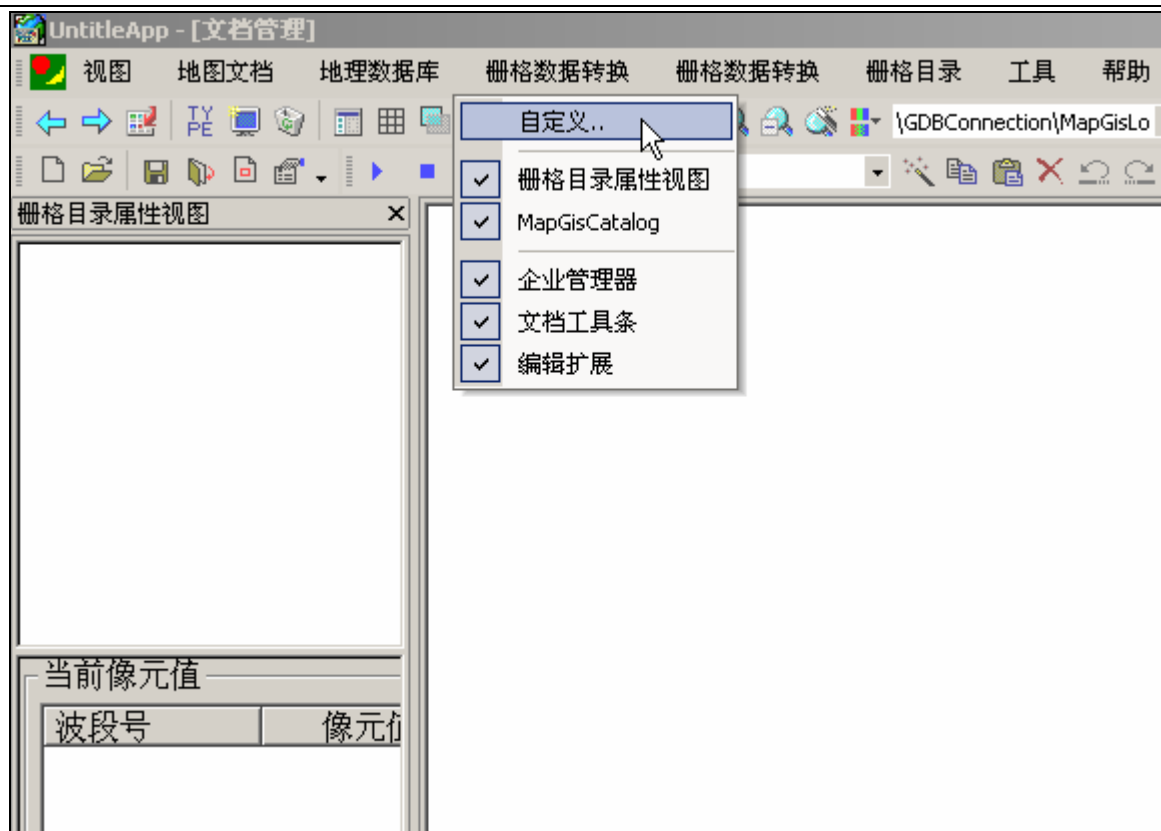 UntitleApp - [文档管理]
视图 地图文档 地理数据库 栅格数据转换 栅格数据转换 栅格目录 工具 帮助
TYPE
\GDBConnection\MapGisLo
自定义..
栅格目录属性视图
MapGisCatalog
企业管理器
文档工具条
编辑扩展
栅格目录属性视图
当前像元值
波段号 像元